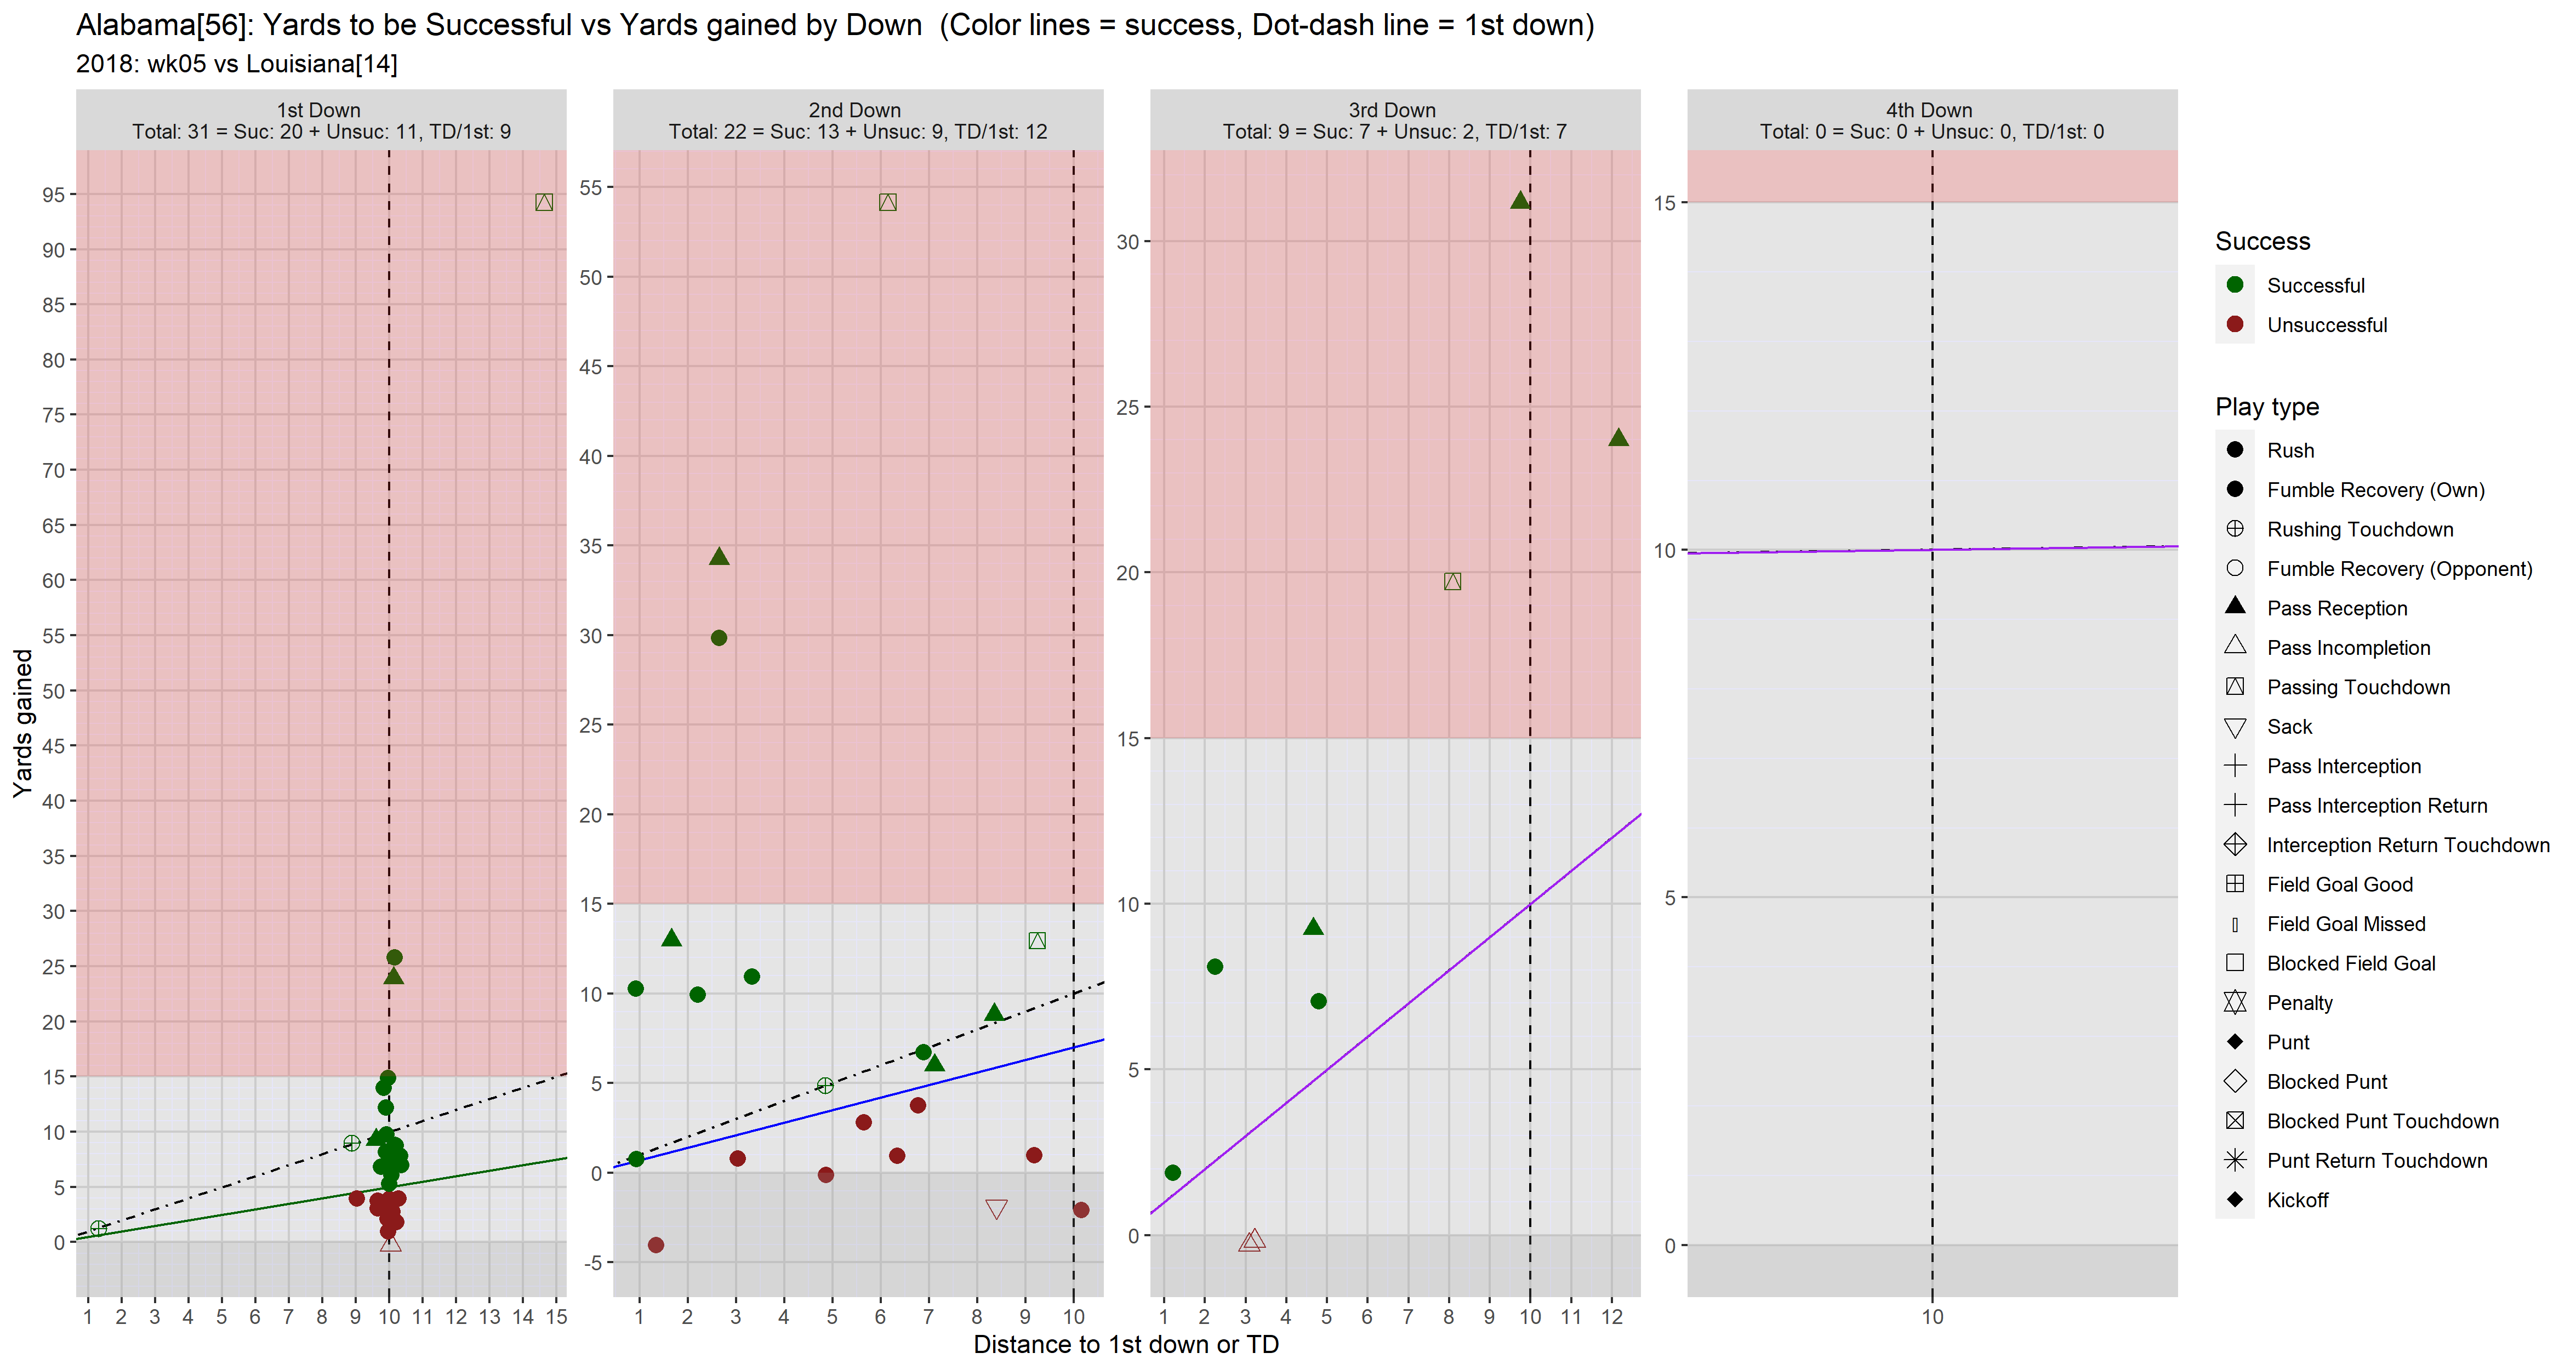 Alabama[56]: Yards to be Successful vs Yards gained by Down  (Color lines = success, Dot-dash line = 1st down)
2018: wk05 vs Louisiana[14]
1st Down
Total: 31 = Suc: 20 + Unsuc: 11, TD/1st: 9
2nd Down
Total: 22 = Suc: 13 + Unsuc: 9, TD/1st: 12
3rd Down
Total: 9 = Suc: 7 + Unsuc: 2, TD/1st: 7
4th Down
Total: 0 = Suc: 0 + Unsuc: 0, TD/1st: 0
Yards gained
95
90
85
80
75
70
65
60
55
50
45
40
35
30
25
20
15
10
5
0
1 2 3 4 5 6 7 8 9 10 11 12 13 14 15
55
50
45
40
35
30
25
20
15
10
5
0
-5
1 2 3 4 5 6 7 8 9 10
30
25
20
15
10
5
0
1 2 3 4 5 6 7 8 9 10 11 12
15
10
5
0
10
Distance to 1st down or TD
Success
Successful
Unsuccessful
Play type
Rush
Fumble Recovery (Own)
Rushing Touchdown
Fumble Recovery (Opponent)
Pass Reception
Pass Incompletion
Passing Touchdown
Sack
Pass Interception
Pass Interception Return
Interception Return Touchdown
Field Goal Good
Field Goal Missed
Blocked Field Goal
Penalty
Punt
Blocked Punt
Blocked Punt Touchdown
Punt Return Touchdown
Kickoff